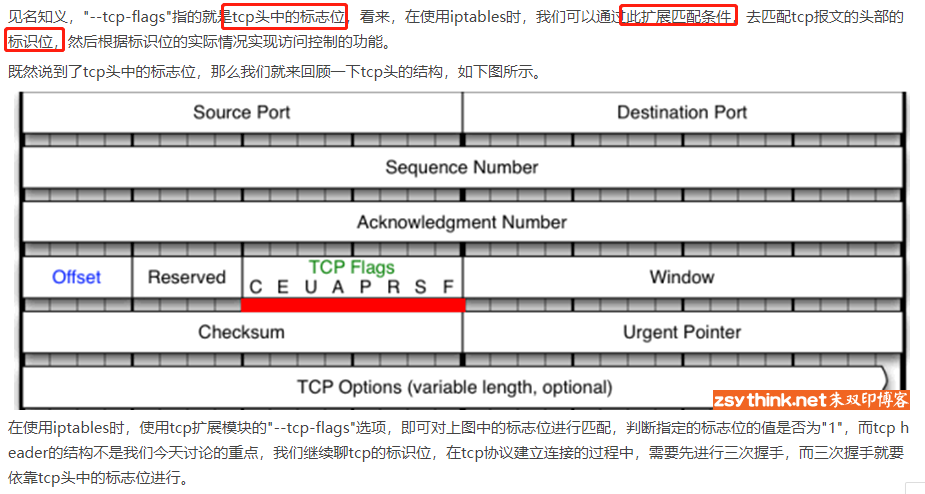 见名知义，"--tcp-flags"指的就是tcp头中的标志位，看来，在使用iptables时，我们可以通过此扩展匹配条件，去匹配tcp报文的头部的
标识位，然后根据标识位的实际情况实现访问控制的功能。
既然说到了tcp头中的标志位，那么我们就来回顾一下tcp头的结构，如下图所示。
Source Port Destination Port
Sequence Number
Acknowledgment Number
Offset Reserved TCP Flags Window
C E U A P R S F
Checksum Urgent Pointer
TCP Options (variable length, optional)
zsythink.net朱双印博客
在使用iptables时，使用tcp扩展模块的"--tcp-flags"选项，即可对上图中的标志位进行匹配，判断指定的标志位的值是否为"1"，而tcp h
eader的结构不是我们今天讨论的重点，我们继续聊tcp的标识位，在tcp协议建立连接的过程中，需要先进行三次握手，而三次握手就要
依靠tcp头中的标志位进行。